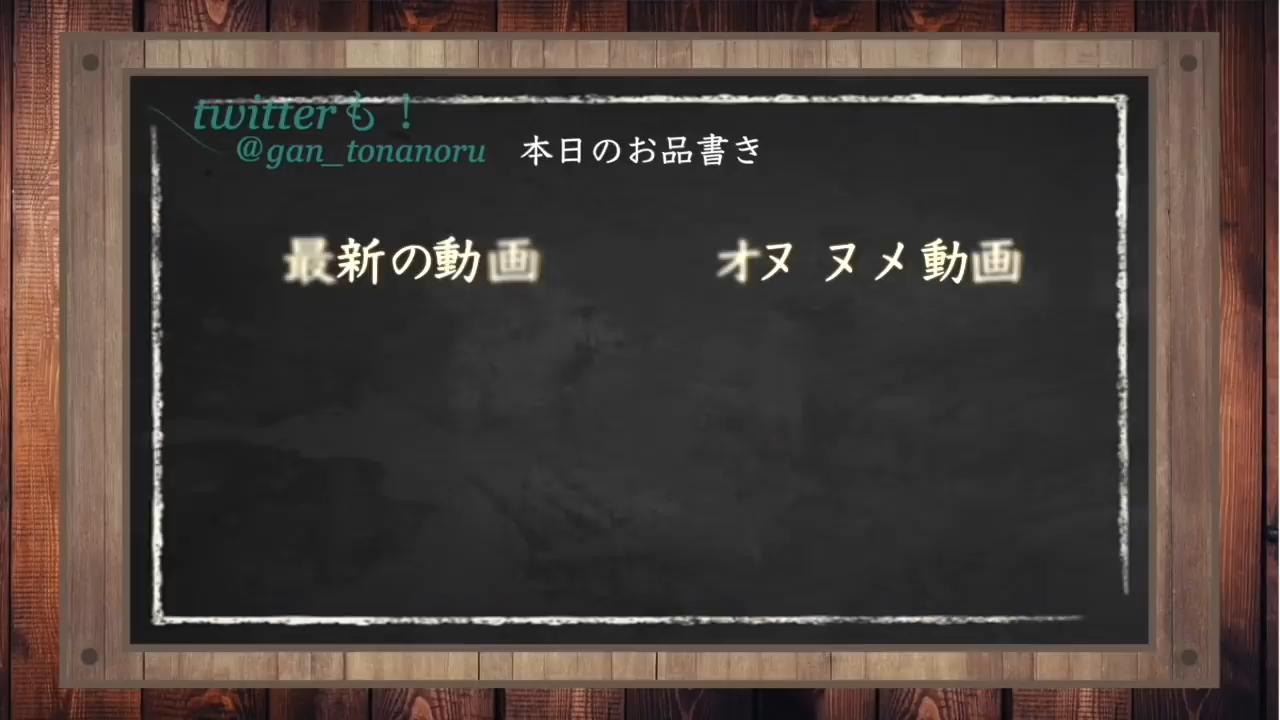 twitterも!
@gan_tonanoru
本日のお品書き
最新の動画
オヌ ヌメ動画